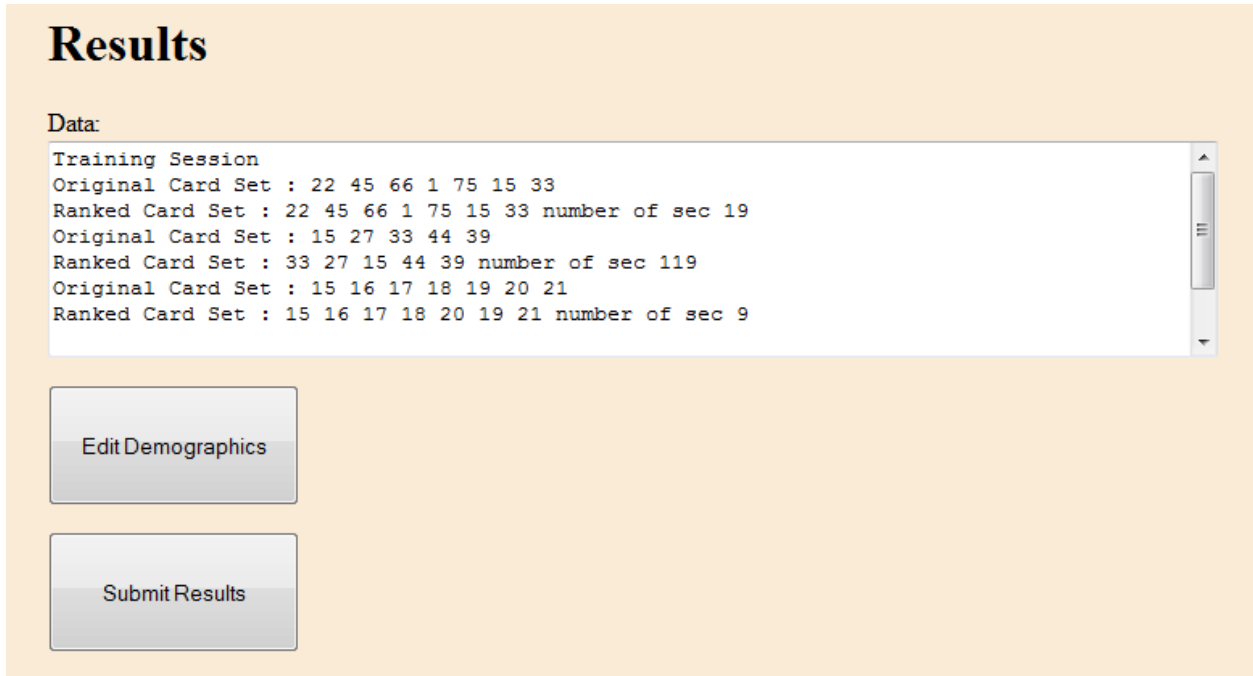 Results
Data:
Training Session
Original Card Set : 22 45 66 1 75 15 33
Ranked Card Set : 22 45 66 1 75 15 33 number of sec 19
Original Card Set : 15 27 33 44 39
Ranked Card Set : 33 27 15 44 39 number of sec 119
Original Card Set : 15 16 17 18 19 20 21
Ranked Card Set : 15 16 17 18 20 19 21 number of sec 9
Edit Demographics
Submit Results